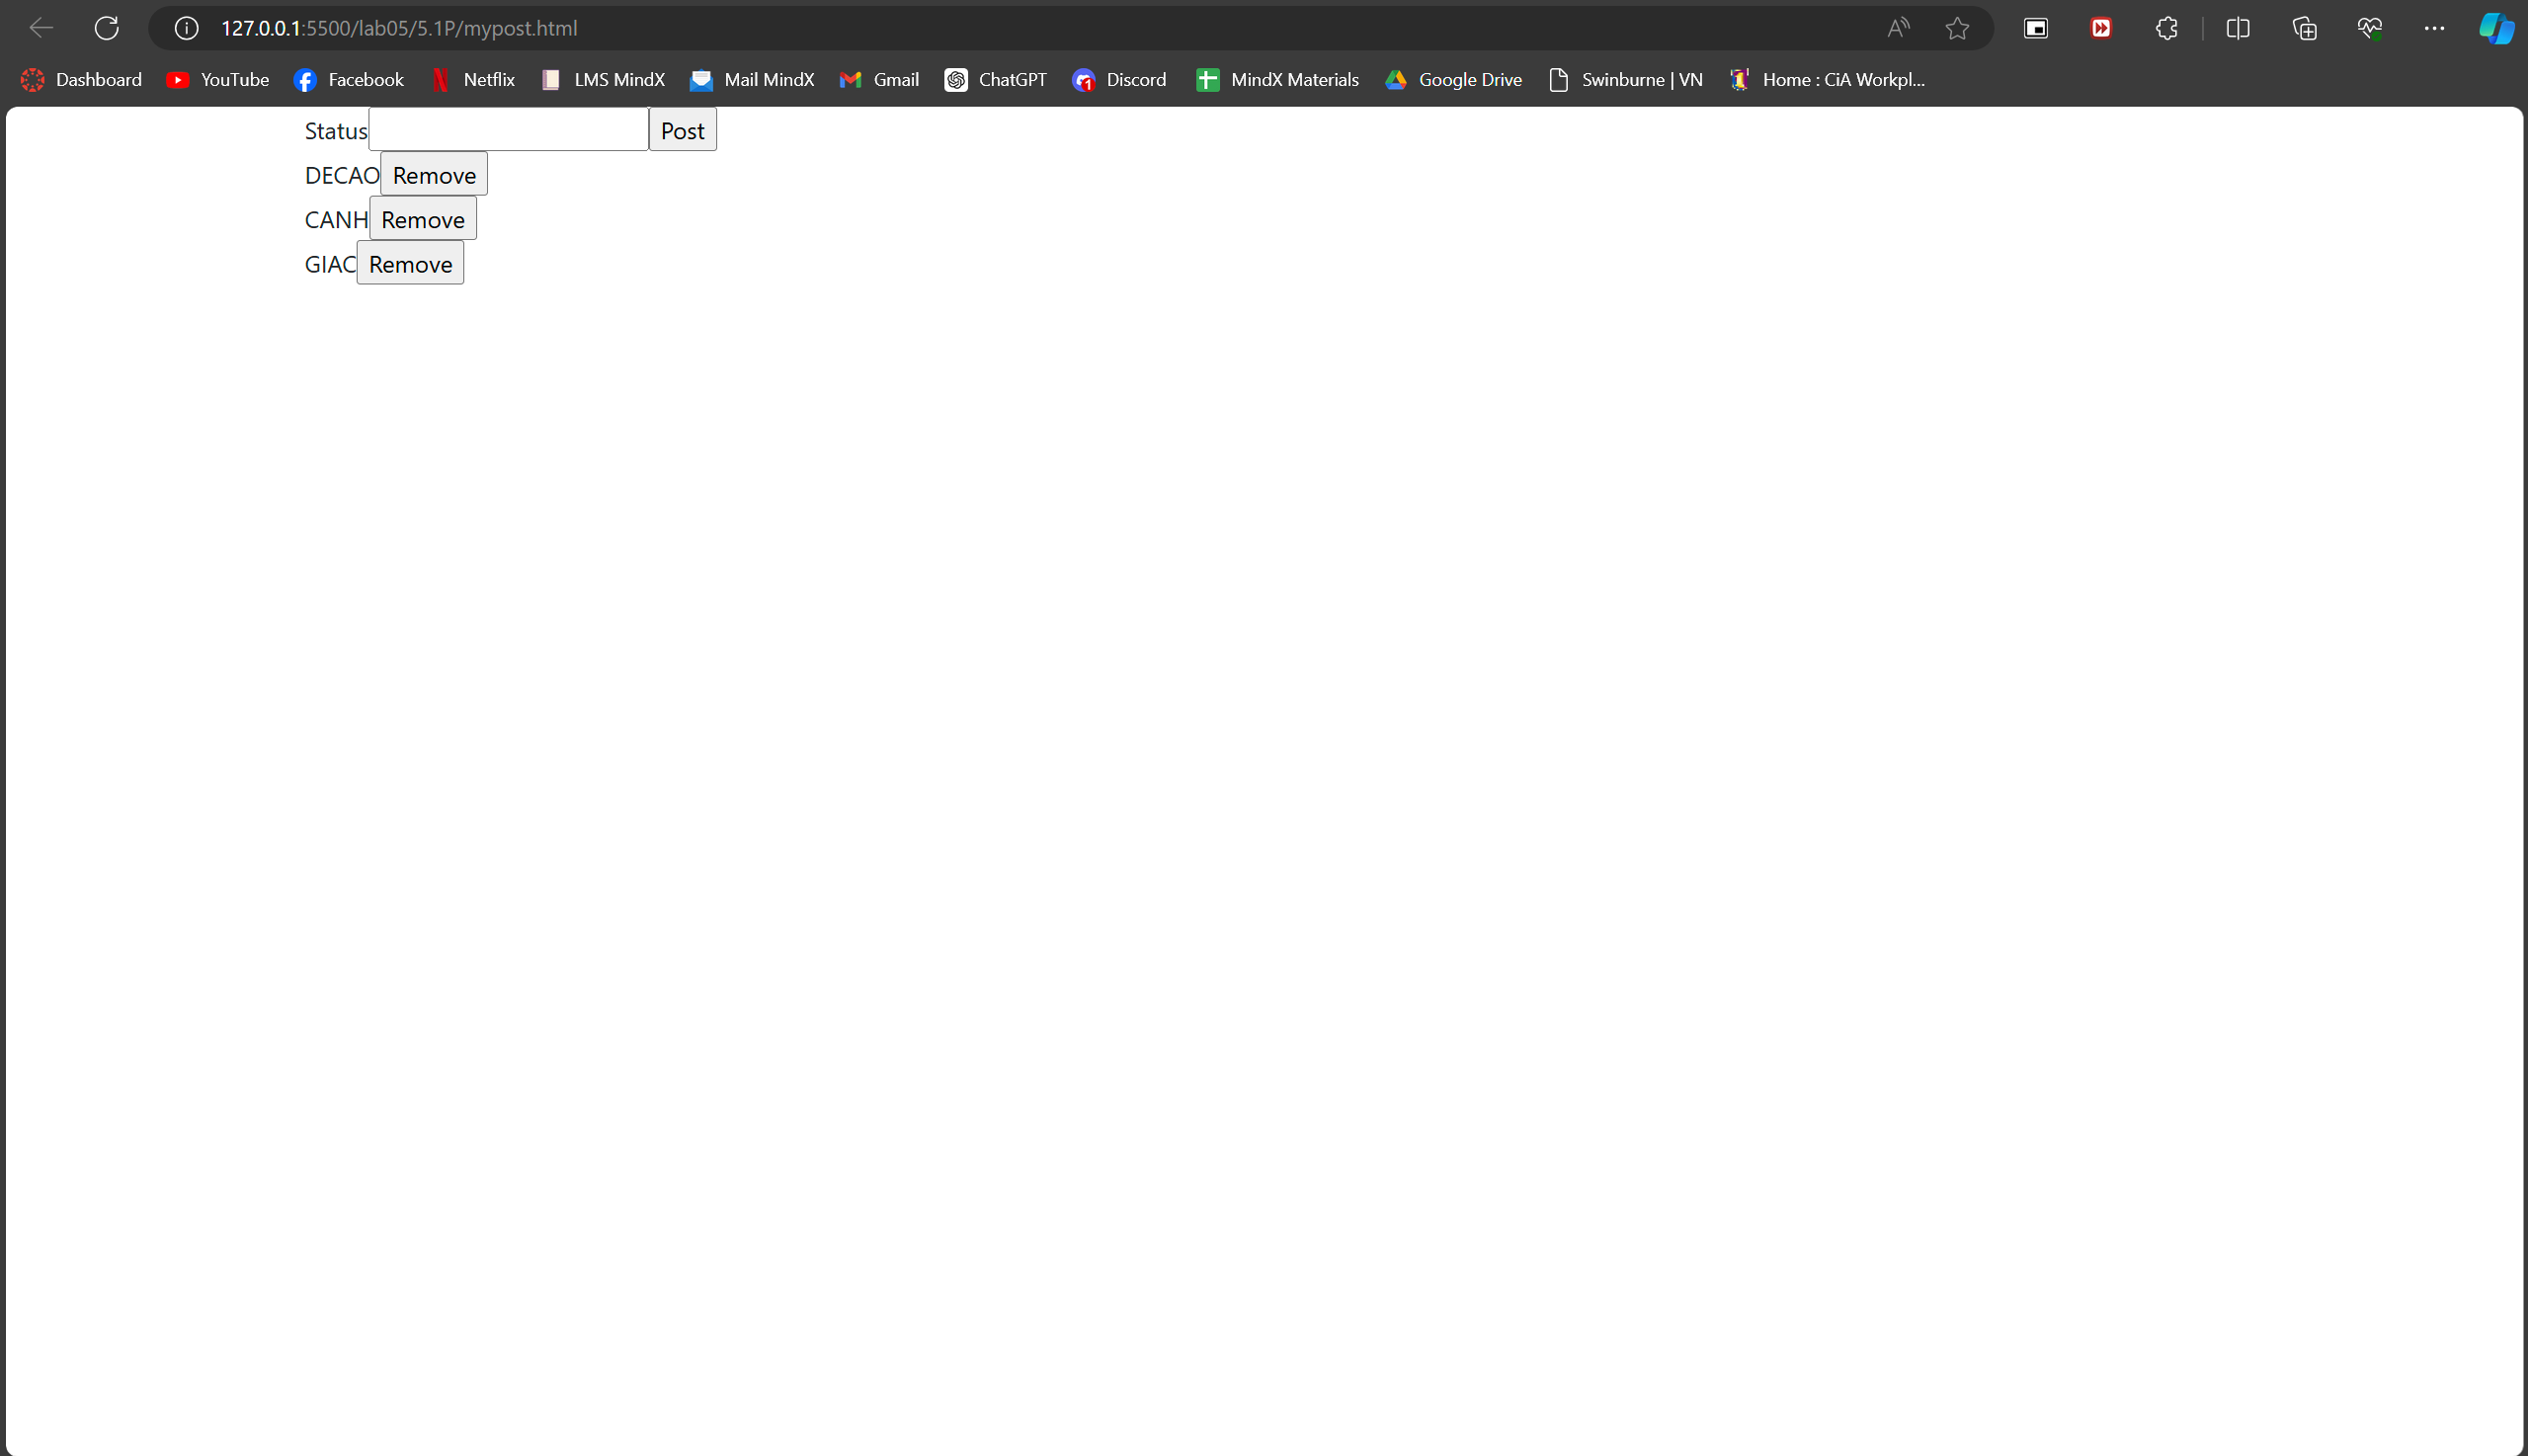 127.0.0.1:5500/lab05/5.1P/mypost.html
Dashboard YouTube Facebook Netflix LMS MindX Mail MindX Gmail ChatGPT 1 Discord MindX Materials Google Drive Swinburne | VN Home : CiA Workpl...
Status Post
DECAO Remove
CANH Remove
GIAC Remove